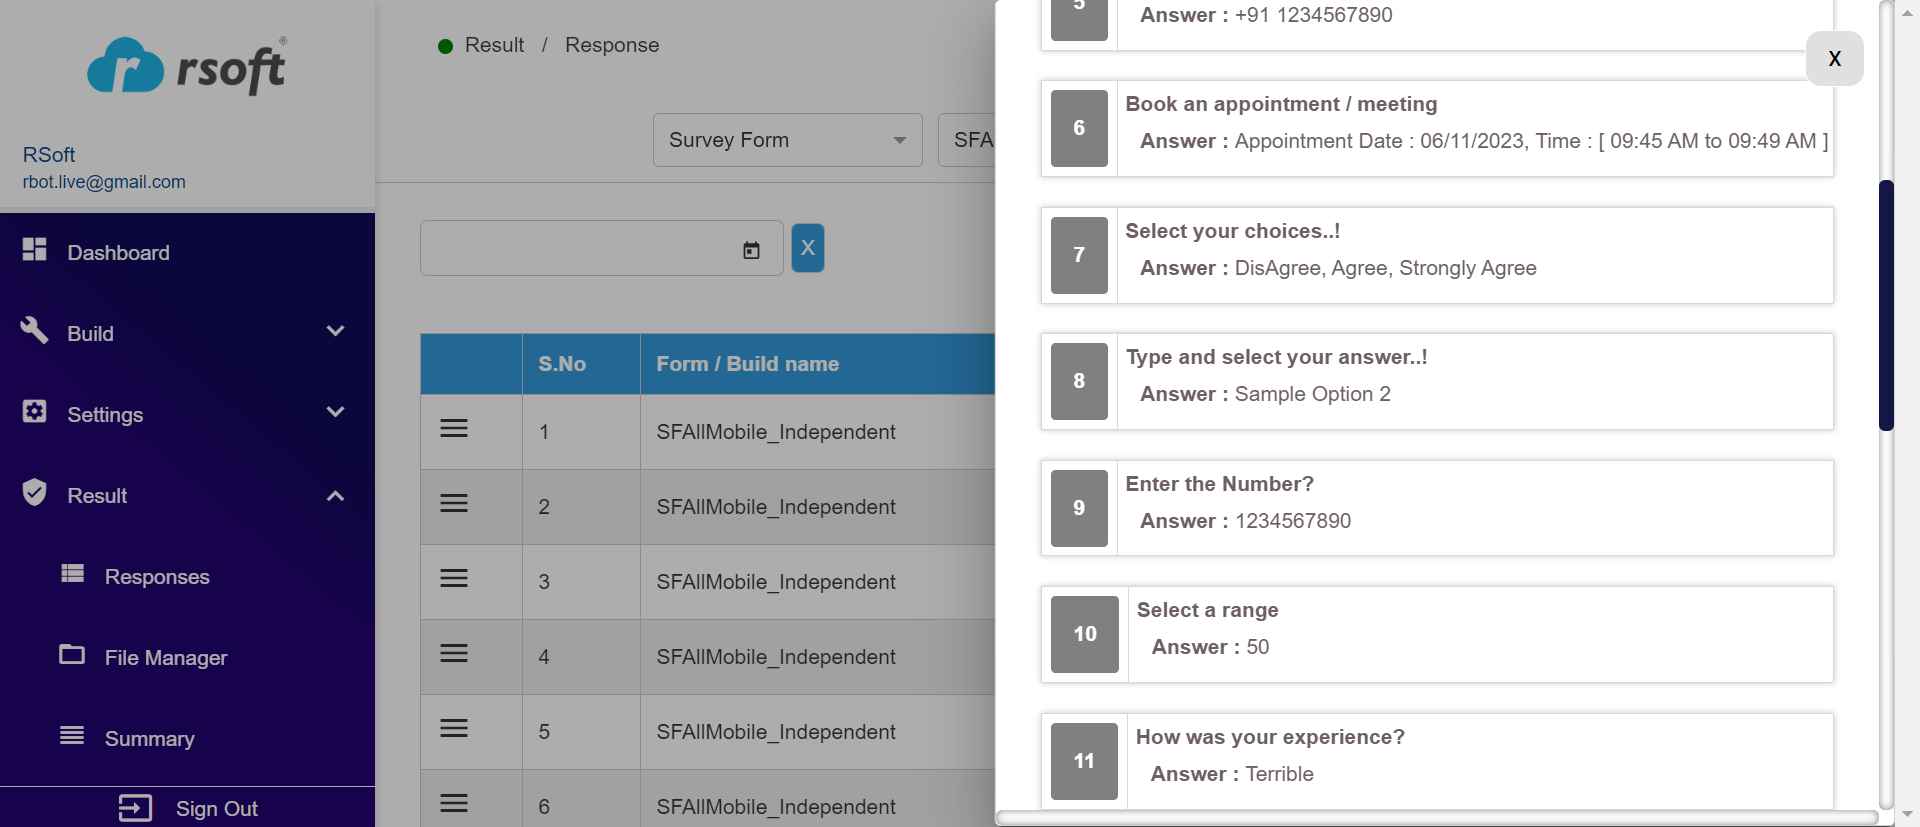 rsoft®
RSoft
rbot.live@gmail.com
Dashboard
Build
Settings
Result
Responses
File Manager
Summary
Sign Out
Result / Response
Survey Form
SFA
X
S.No Form / Build name
1 SFAllMobile_Independent
2 SFAllMobile_Independent
3 SFAllMobile_Independent
4 SFAllMobile_Independent
5 SFAllMobile_Independent
6 SFAllMobile_Independent
X
5
Answer : +91 1234567890
6
Book an appointment / meeting
Answer : Appointment Date : 06/11/2023, Time : [ 09:45 AM to 09:49 AM ]
7
Select your choices..!
Answer : DisAgree, Agree, Strongly Agree
8
Type and select your answer..!
Answer : Sample Option 2
9
Enter the Number?
Answer : 1234567890
10
Select a range
Answer : 50
11
How was your experience?
Answer : Terrible